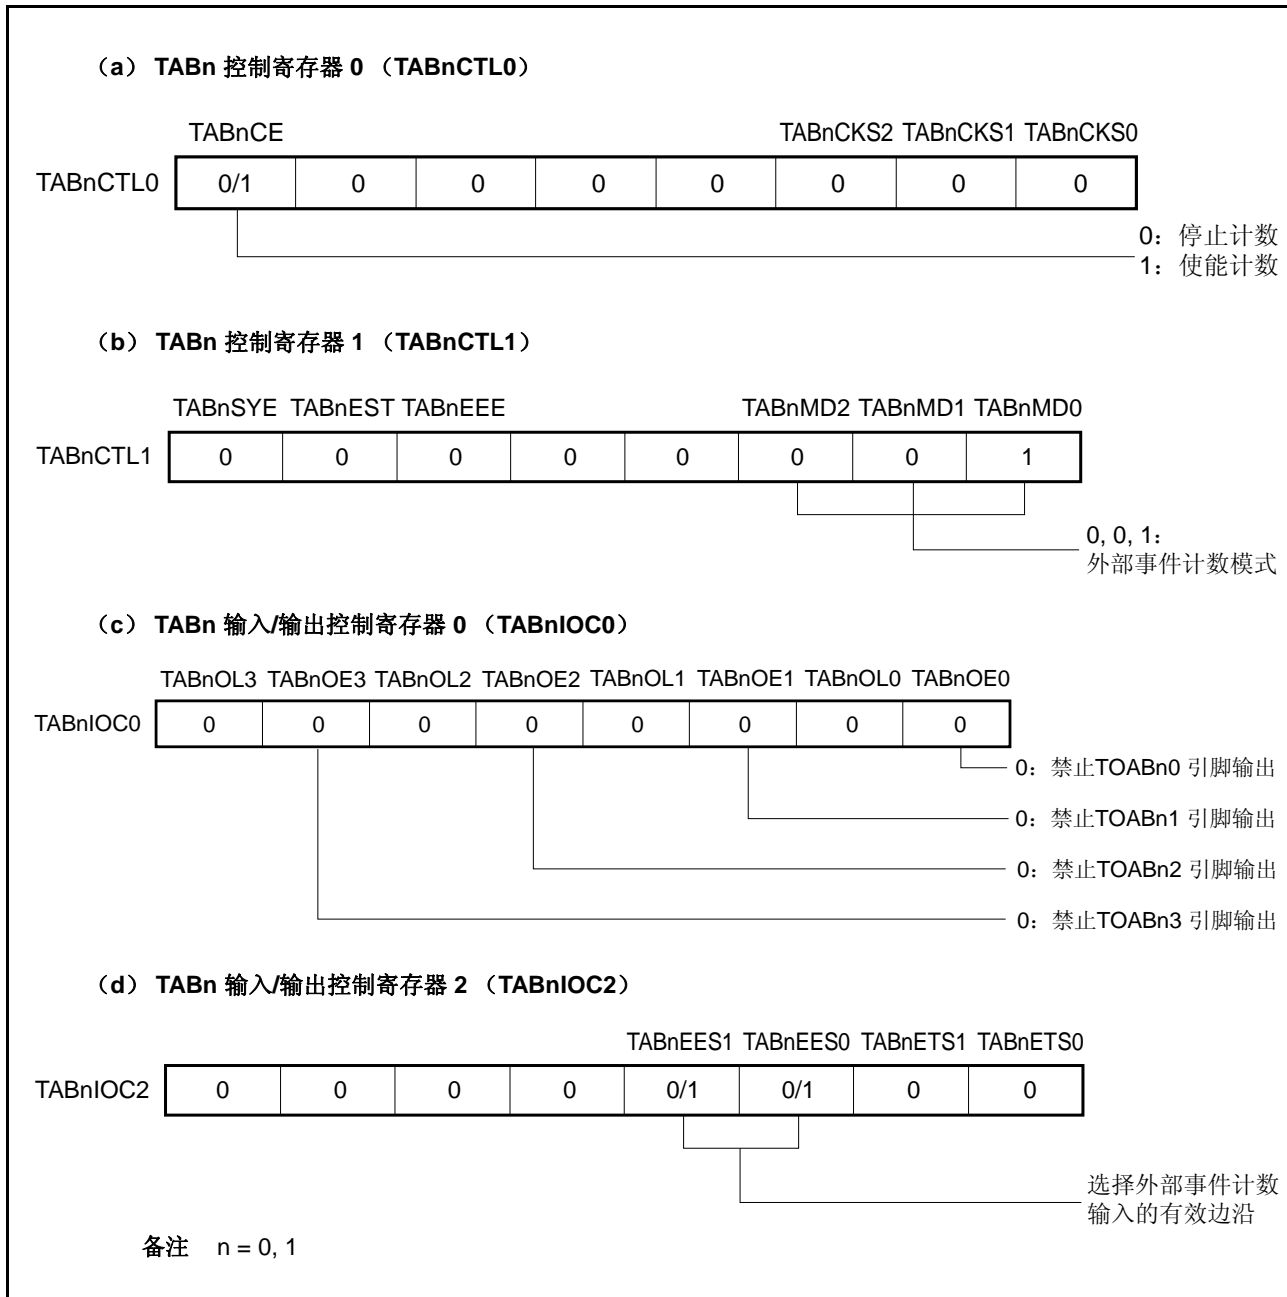 （a） TABn 控制寄存器 0 （TABnCTL0）
TABnCE TABnCKS2 TABnCKS1 TABnCKS0
TABnCTL0 0/1 0 0 0 0 0 0 0
0：停止计数
1：使能计数
（b） TABn 控制寄存器 1 （TABnCTL1）
TABnSYE TABnEST TABnEEE TABnMD2 TABnMD1 TABnMD0
TABnCTL1 0 0 0 0 0 0 0 1
0, 0, 1：
外部事件计数模式
（c） TABn 输入/输出控制寄存器 0 （TABnIOC0）
TABnOL3 TABnOE3 TABnOL2 TABnOE2 TABnOL1 TABnOE1 TABnOL0 TABnOE0
TABnIOC0 0 0 0 0 0 0 0 0
0：禁止TOABn0 引脚输出
0：禁止TOABn1 引脚输出
0：禁止TOABn2 引脚输出
0：禁止TOABn3 引脚输出
（d） TABn 输入/输出控制寄存器 2 （TABnIOC2）
TABnEES1 TABnEES0 TABnETS1 TABnETS0
TABnIOC2 0 0 0 0 0/1 0/1 0 0
选择外部事件计数
输入的有效边沿
备注 n = 0, 1